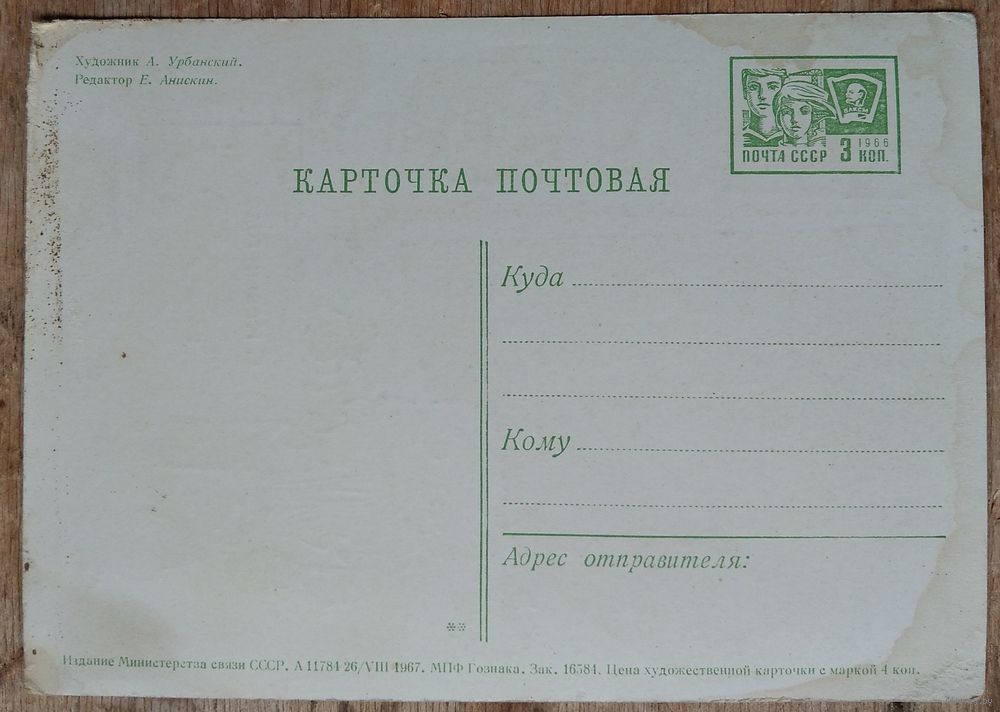 Художник А. Урбанский.
Редактор Е. Анискин.
ВЛКСМ
1966
ПОЧТА СССР 3 КОП.
КАРТОЧКА ПОЧТОВАЯ
Куда
Кому
Адрес отправителя:
**
Издание Министерства связи СССР. А 11784 26/VIII 1967. МПФ Гознака. Зак. 16584. Цена художественной карточки с маркой 4 коп.